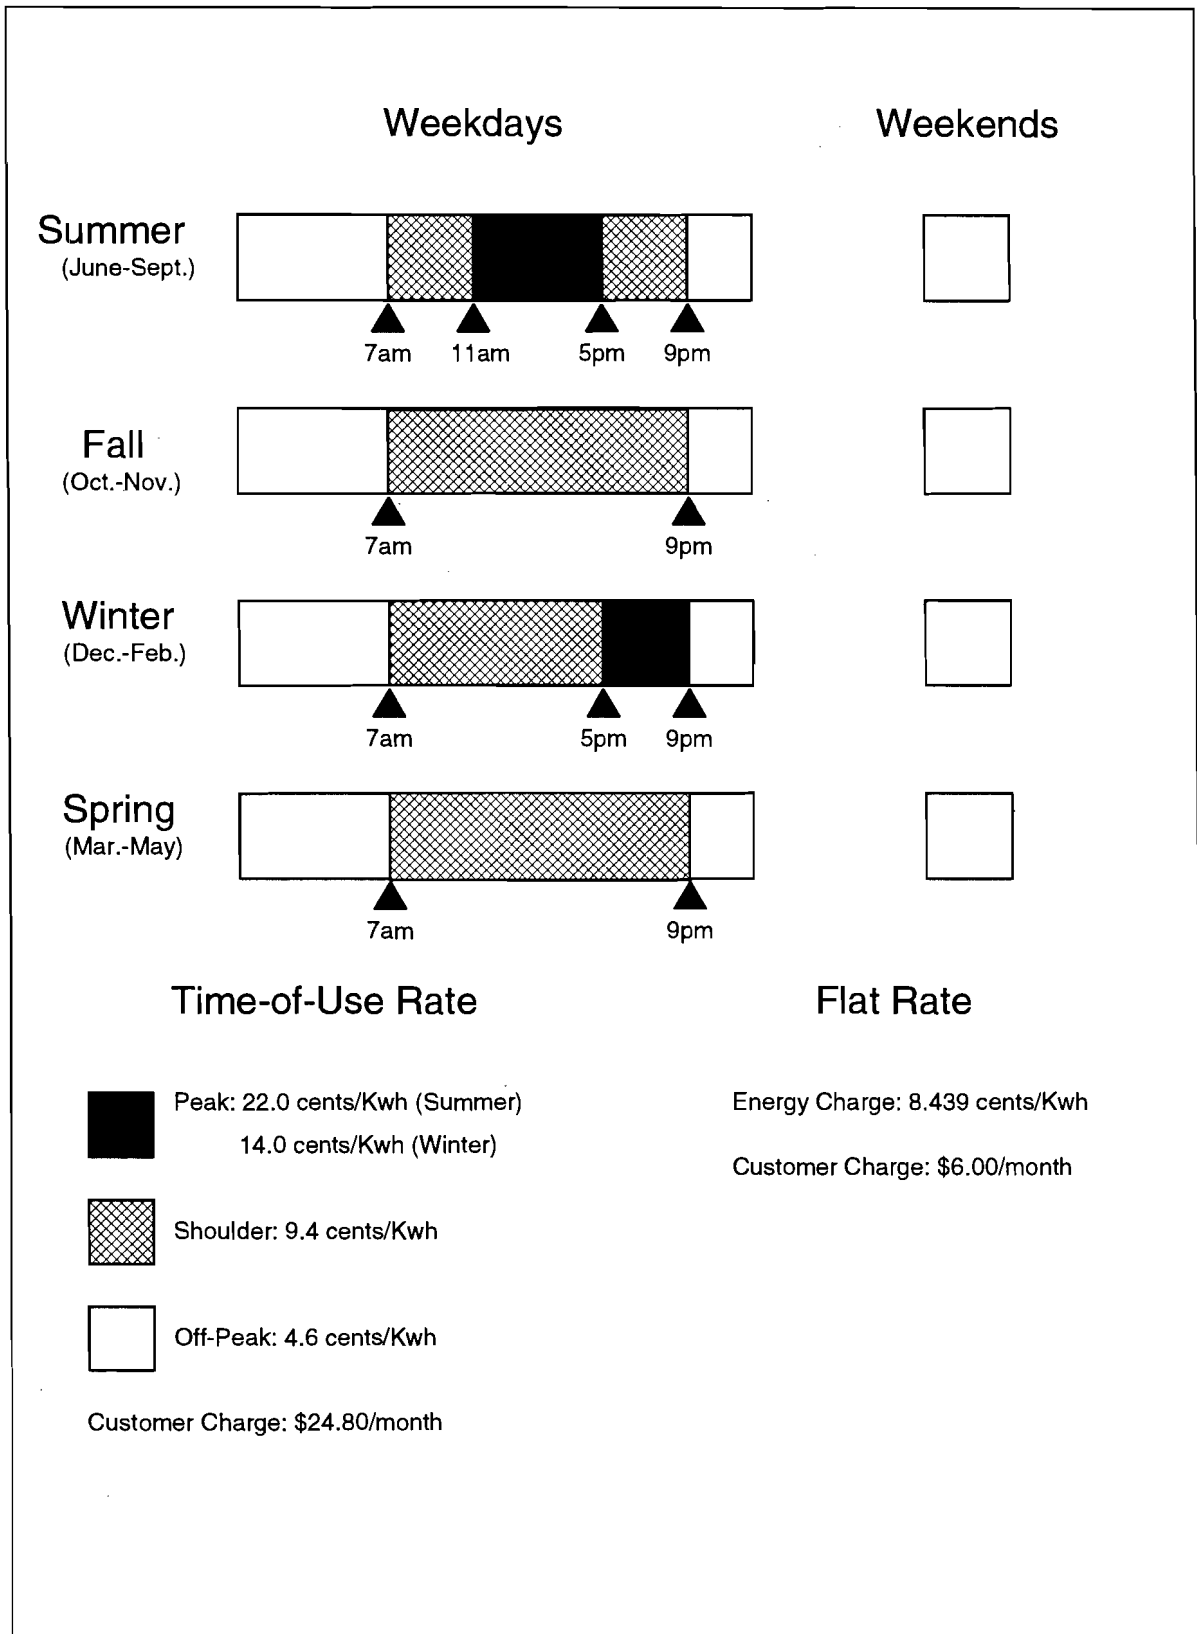 Weekdays Weekends
Summer
(June-Sept.)
7am 11am 5pm 9pm
Fall
(Oct.-Nov.)
7am 9pm
Winter
(Dec.-Feb.)
7am 5pm 9pm
Spring
(Mar.-May)
7am 9pm
Time-of-Use Rate Flat Rate
Peak: 22.0 cents/Kwh (Summer) Energy Charge: 8.439 cents/Kwh
14.0 cents/Kwh (Winter)
Customer Charge: $6.00/month
Shoulder: 9.4 cents/Kwh
Off-Peak: 4.6 cents/Kwh
Customer Charge: $24.80/month